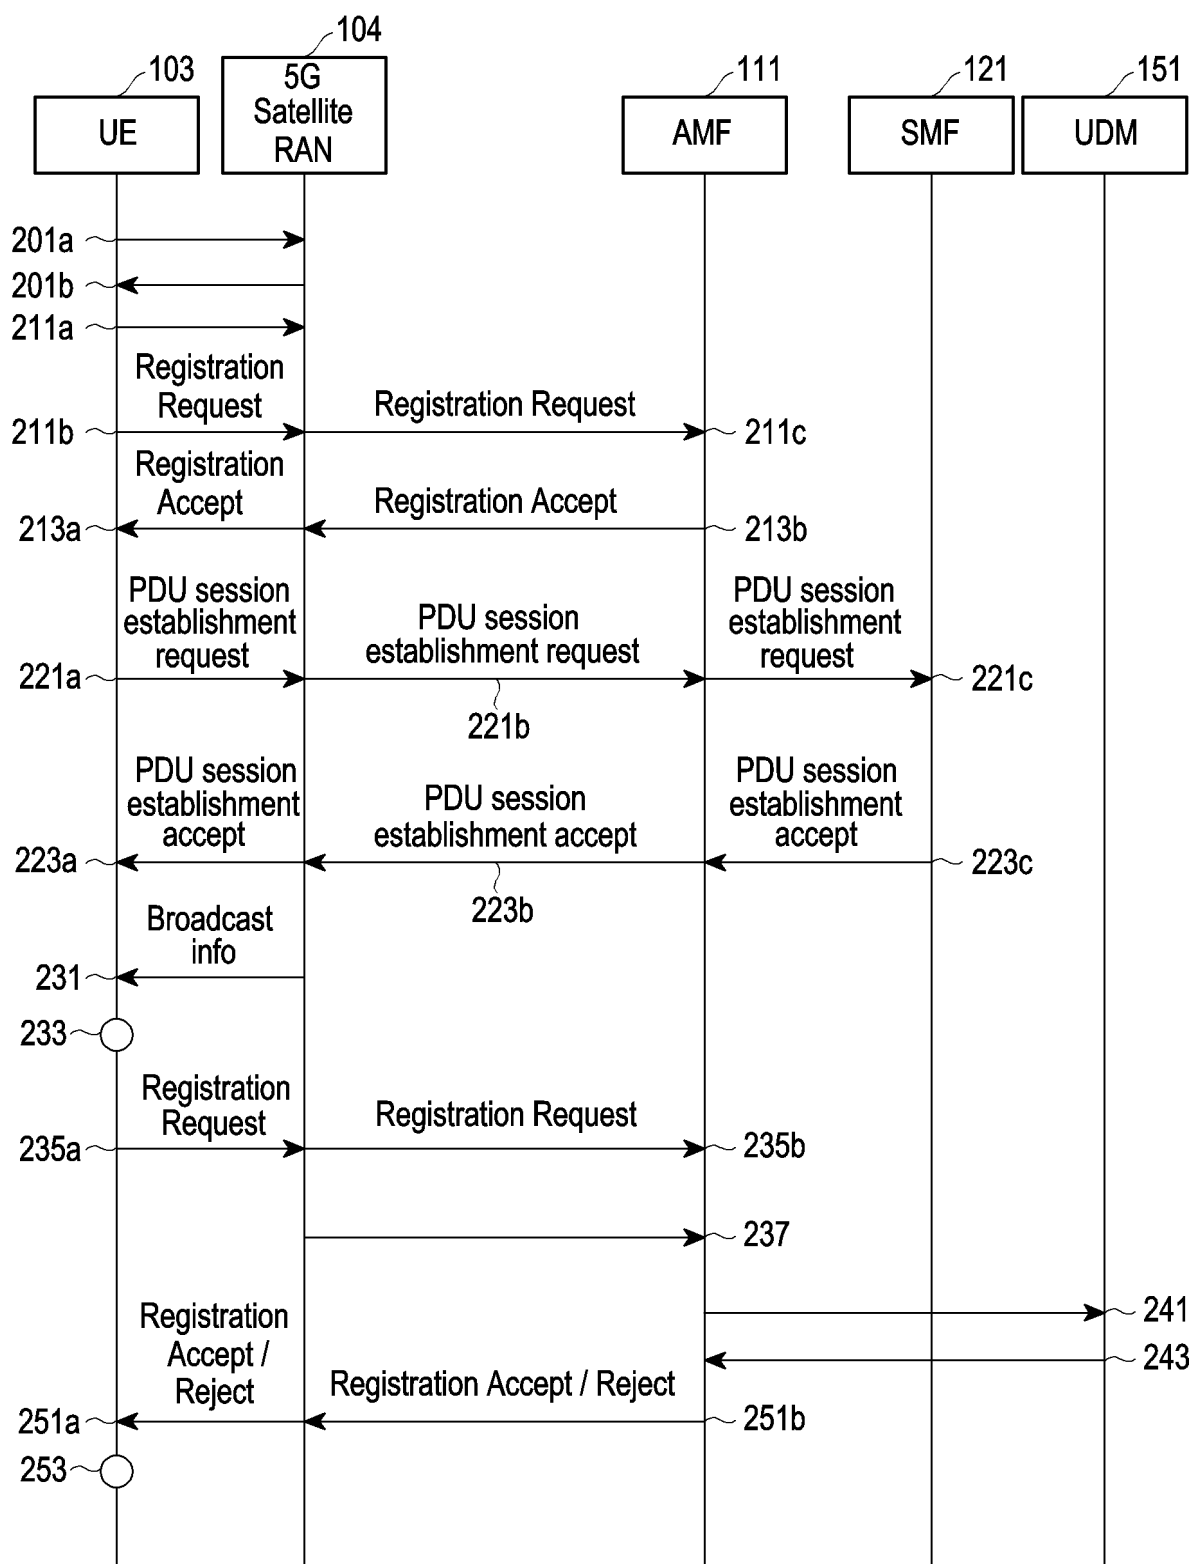 104
103
111
121
151
5G
Satellite
RAN
UE
AMF
SMF
UDM
201a
201b
211a
Registration
Request
Registration Request
211b
211c
Registration
Accept
Registration Accept
213a
213b
PDU session
establishment
request
PDU session
establishment request
PDU session
establishment
request
221a
221b
221c
PDU session
establishment
accept
PDU session
establishment accept
PDU session
establishment
accept
223a
223b
223c
Broadcast
info
231
233
Registration
Request
Registration Request
235a
235b
237
241
243
Registration
Accept /
Reject
Registration Accept / Reject
251a
251b
253